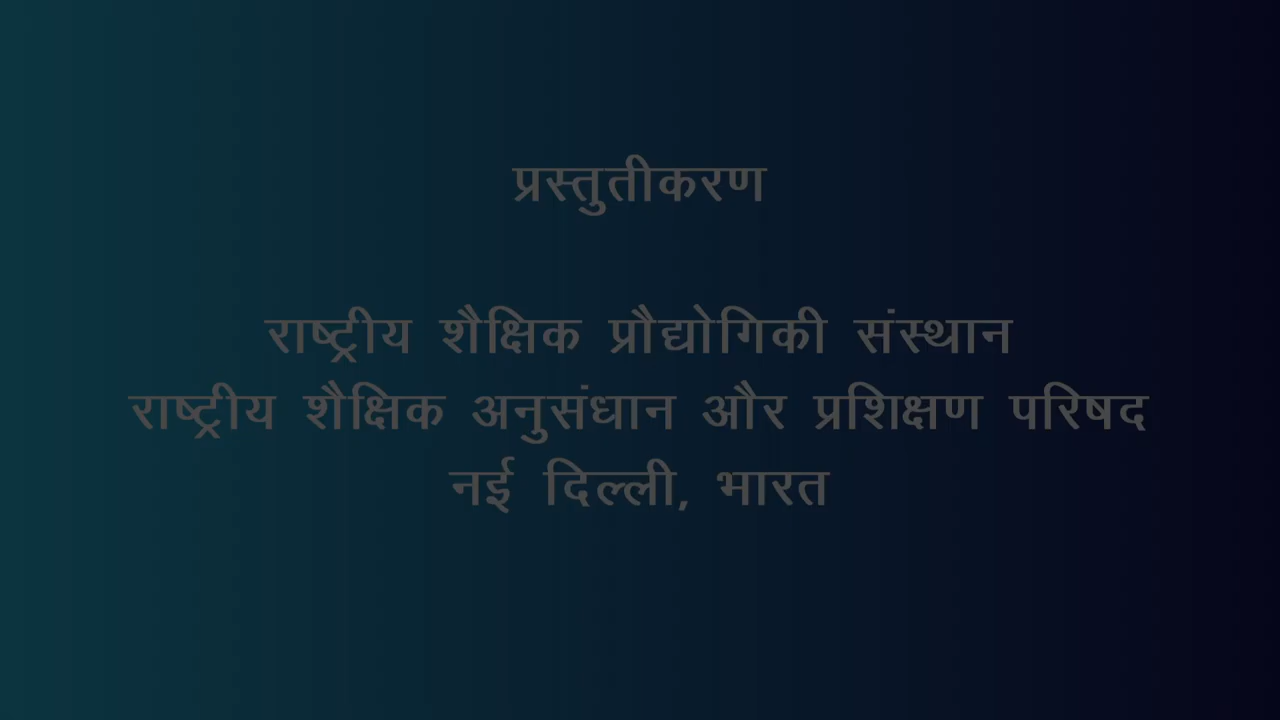 प्रस्तुतीकरण
राष्ट्रीय शैक्षिक प्रौद्योगिकी संस्थान
राष्ट्रीय शैक्षिक अनुसंधान और प्रशिक्षण परिषद
नई दिल्ली, भारत